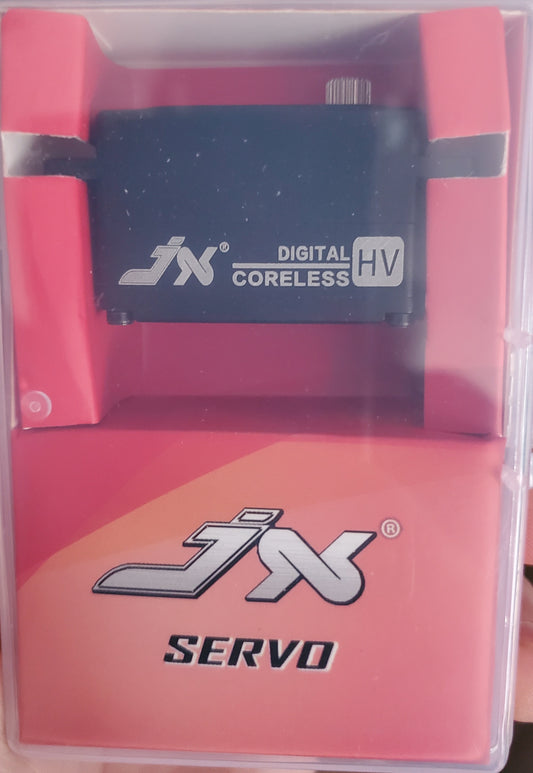 JX®
DIGITAL
CORELESS HV
JX®
SERVO